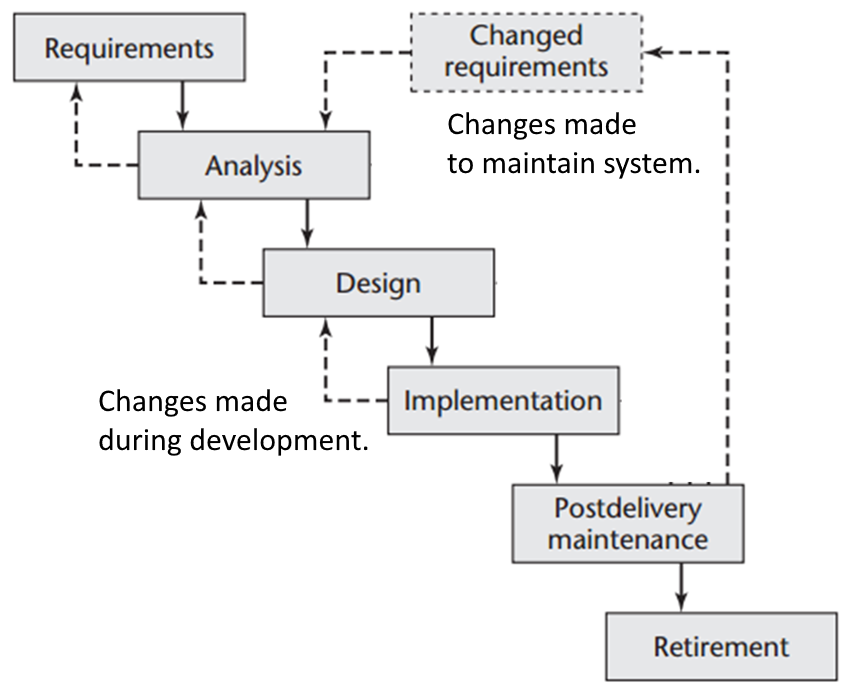 Requirements
Changed
requirements
Changes made
to maintain system.
Analysis
Design
Changes made
during development.
Implementation
Postdelivery
maintenance
Retirement